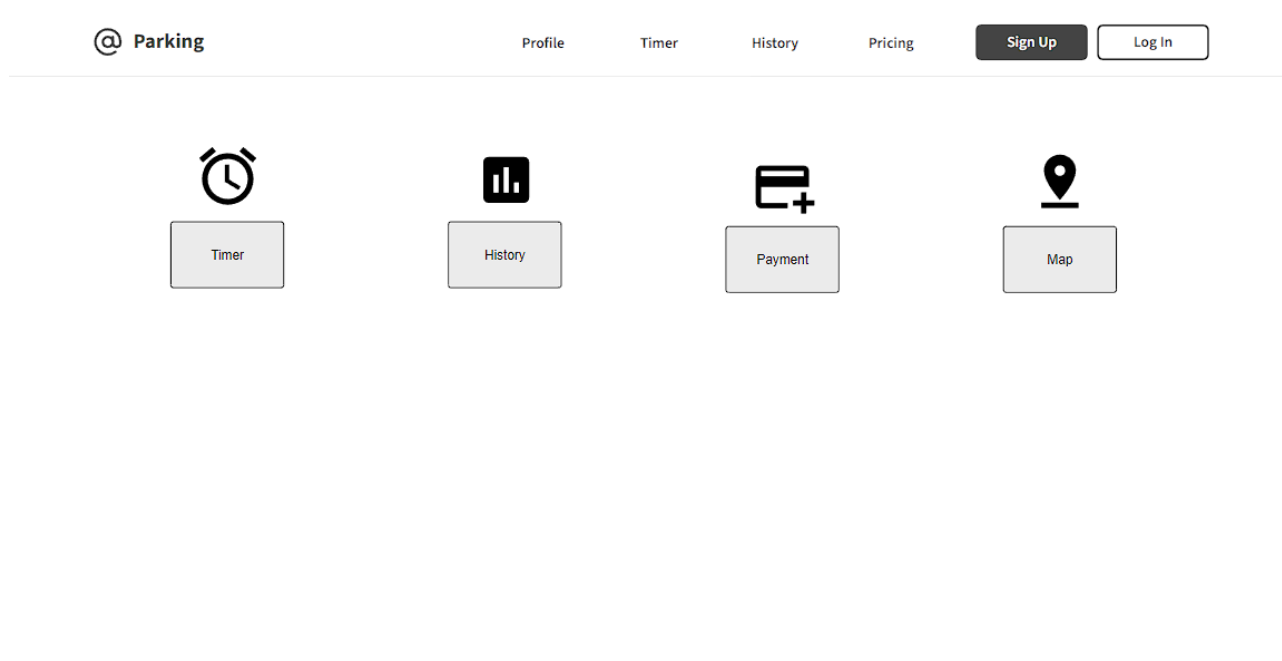 @ Parking
Profile Timer History Pricing Sign Up Log In
Timer History Payment Map